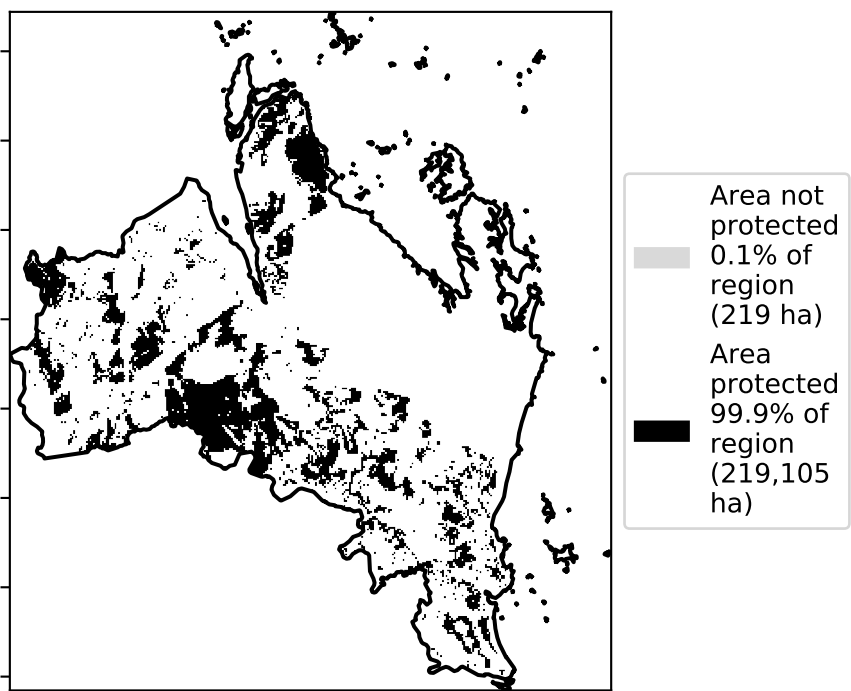 Area not
protected
0.1% of
region
(219 ha)
Area
protected
99.9% of
region
(219,105
ha)